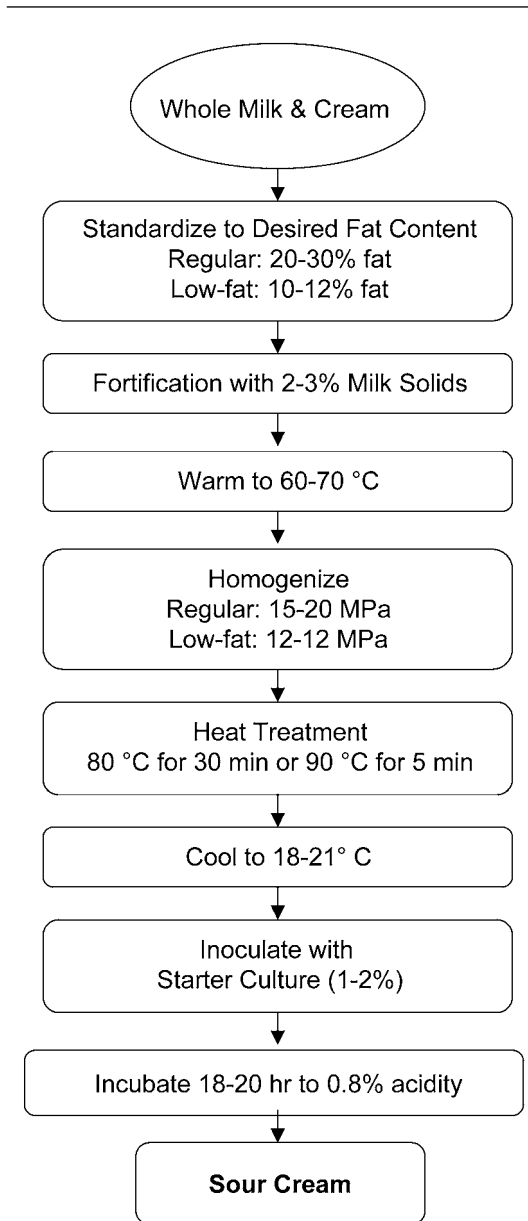 Whole Milk & Cream
Standardize to Desired Fat Content
Regular: 20-30% fat
Low-fat: 10-12% fat
Fortification with 2-3% Milk Solids
Warm to 60-70 °C
Homogenize
Regular: 15-20 MPa
Low-fat: 12-12 MPa
Heat Treatment
80 °C for 30 min or 90 °C for 5 min
Cool to 18-21° C
Inoculate with
Starter Culture (1-2%)
Incubate 18-20 hr to 0.8% acidity
Sour Cream